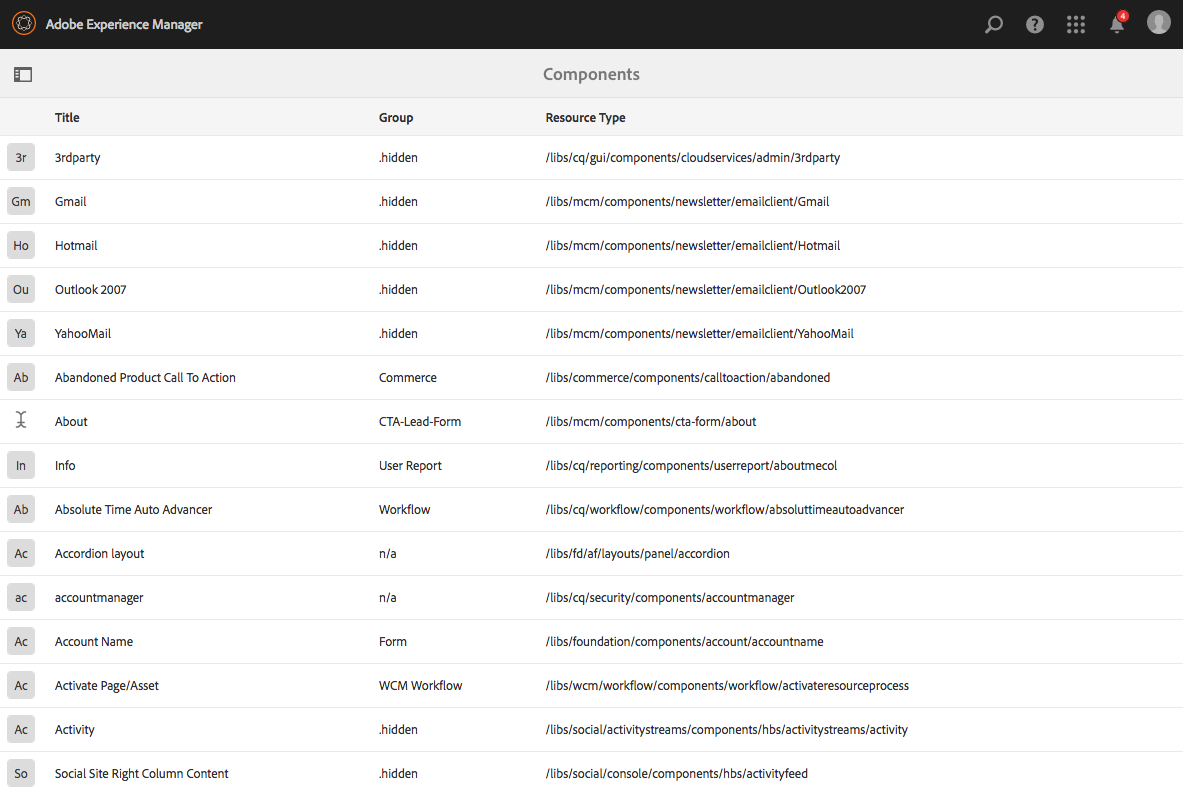 Adobe Experience Manager 4
Components
Title Group Resource Type
3r 3rdparty .hidden /libs/cq/gui/components/cloudservices/admin/3rdparty
Gm Gmail .hidden /libs/mcm/components/newsletter/emailclient/Gmail
Ho Hotmail .hidden /libs/mcm/components/newsletter/emailclient/Hotmail
Ou Outlook 2007 .hidden /libs/mcm/components/newsletter/emailclient/Outlook2007
Ya YahooMail .hidden /libs/mcm/components/newsletter/emailclient/YahooMail
Ab Abandoned Product Call To Action Commerce /libs/commerce/components/calltoaction/abandoned
About CTA-Lead-Form /libs/mcm/components/cta-form/about
In Info User Report /libs/cq/reporting/components/userreport/aboutmecol
Ab Absolute Time Auto Advancer Workflow /libs/cq/workflow/components/workflow/absoluttimeautoadvancer
Ac Accordion layout n/a /libs/fd/af/layouts/panel/accordion
ac accountmanager n/a /libs/cq/security/components/accountmanager
Ac Account Name Form /libs/foundation/components/account/accountname
Ac Activate Page/Asset WCM Workflow /libs/wcm/workflow/components/workflow/activateresourceprocess
Ac Activity .hidden /libs/social/activitystreams/components/hbs/activitystreams/activity
So Social Site Right Column Content .hidden /libs/social/console/components/hbs/activityfeed